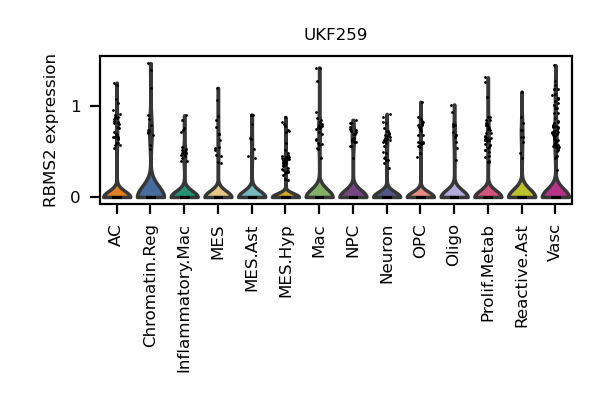 UKF259
RBMS2 expression
1
0
AC
Chromatin.Reg
Inflammatory.Mac
MES
MES.Ast
MES.Hyp
Mac
NPC
Neuron
OPC
Oligo
Prolif.Metab
Reactive.Ast
Vasc